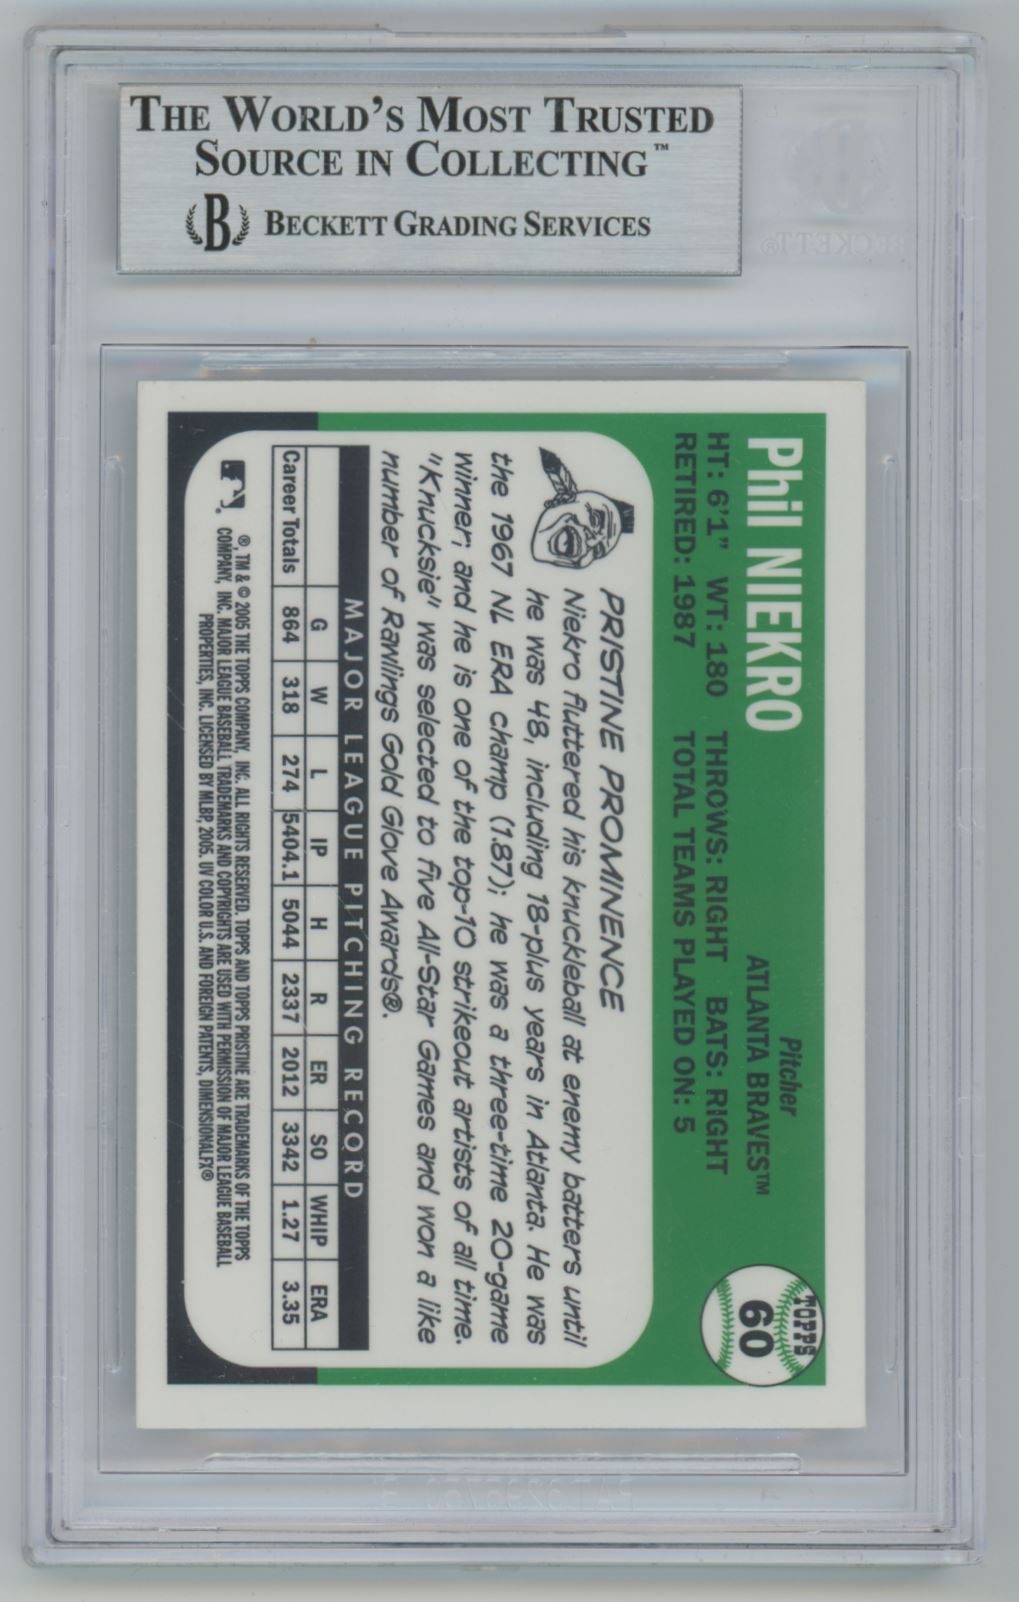 THE WORLD'S MOST TRUSTED
SOURCE IN COLLECTING™
B BECKETT GRADING SERVICES
BECKETT®
Phil NIEKRO
Pitcher
ATLANTA BRAVES™
HT: 6'1" WT: 180 THROWS: RIGHT BATS: RIGHT
RETIRED: 1987 TOTAL TEAMS PLAYED ON: 5
TOPPS
60
PRISTINE PROMINENCE
Niekro fluttered his knuckleball at enemy batters until
he was 48, including 18-plus years in Atlanta. He was
the 1967 NL ERA champ (1.87); he was a three-time 20-game
winner; and he is one of the top-10 strikeout artists of all time.
"Knucksie" was selected to five All-Star Games and won a like
number of Rawlings Gold Glove Awards®.
MAJOR LEAGUE PITCHING RECORD
G W L IP H R ER SO WHIP ERA
Career Totals 864 318 274 5404.1 5044 2337 2012 3342 1.27 3.35
®, TM & © 2005 THE TOPPS COMPANY, INC. ALL RIGHTS RESERVED. TOPPS AND TOPPS PRISTINE ARE TRADEMARKS OF THE TOPPS
COMPANY, INC. MAJOR LEAGUE BASEBALL TRADEMARKS AND COPYRIGHTS ARE USED WITH PERMISSION OF MAJOR LEAGUE BASEBALL
PROPERTIES, INC. LICENSED BY MLBP, 2005. UV COLOR U.S. AND FOREIGN PATENTS, DIMENSIONALFX®